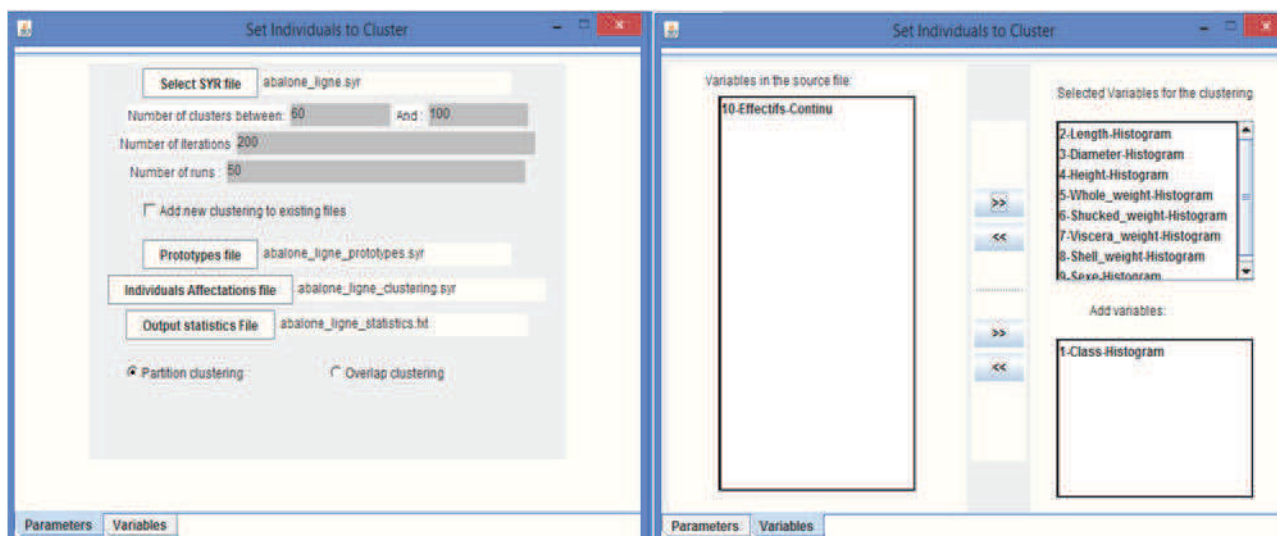 Set Individuals to Cluster
Select SYR file abalone_ligne.syr
Number of clusters between: 60 And : 100
Number of iterations 200
Number of runs : 50
Add new clustering to existing files
Prototypes file abalone_ligne_prototypes.syr
Individuals Affectations file abalone_ligne_clustering.syr
Output statistics File abalone_ligne_statistics.txt
Partition clustering Overlap clustering
Parameters Variables
Set Individuals to Cluster
Variables in the source file:
10-Effectifs-Continu
>>
<<
>>
<<
Selected Variables for the clustering
2-Length-Histogram
3-Diameter-Histogram
4-Height-Histogram
5-Whole_weight-Histogram
6-Shucked_weight-Histogram
7-Viscera_weight-Histogram
8-Shell_weight-Histogram
9-Sexe-Histogram
Add variables:
1-Class-Histogram
Parameters Variables